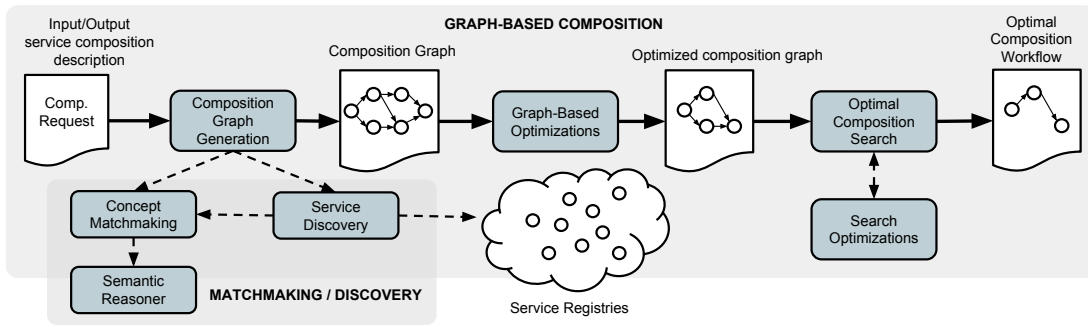 GRAPH-BASED COMPOSITION
Input/Output
service composition
description
Comp.
Request
Composition
Graph
Generation
Composition Graph
Graph-Based
Optimizations
Optimized composition graph
Optimal
Composition
Search
Optimal
Composition
Workflow
Concept
Matchmaking
Service
Discovery
Search
Optimizations
Semantic
Reasoner
MATCHMAKING / DISCOVERY
Service Registries